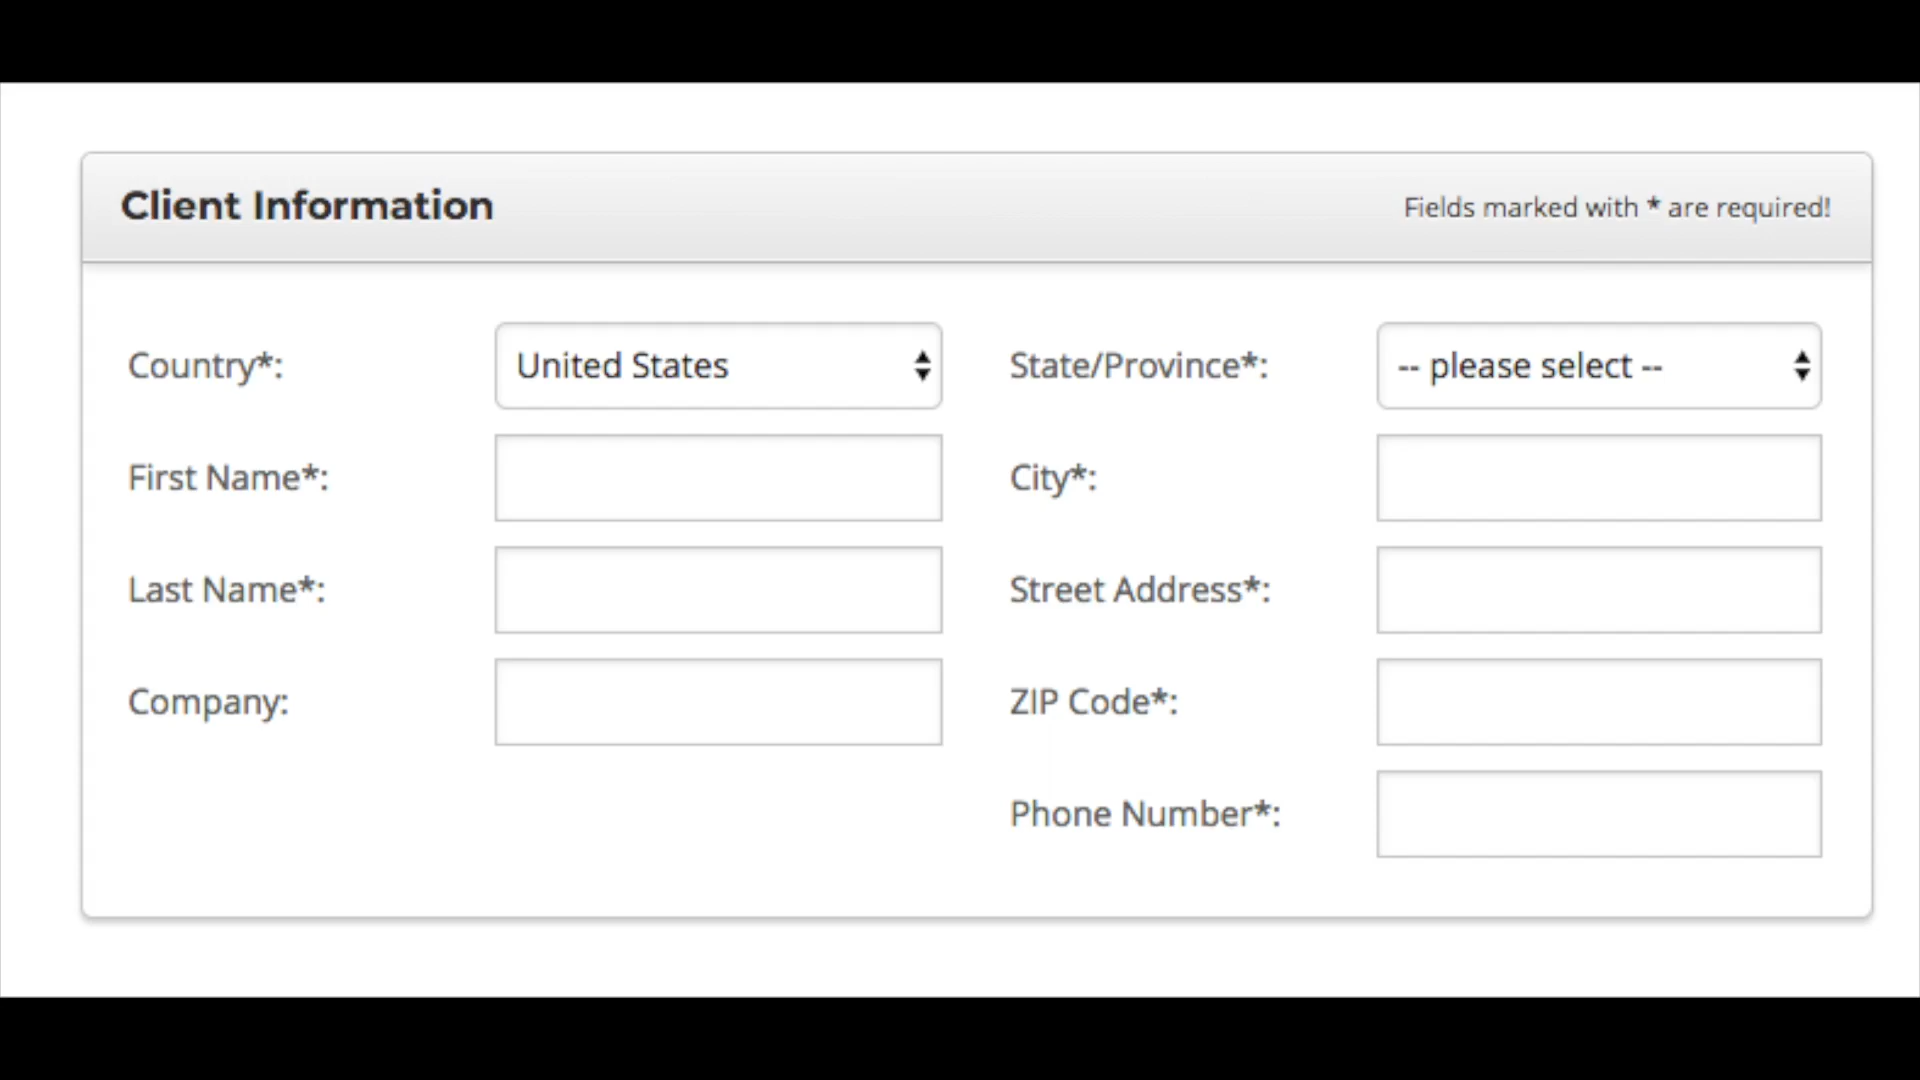 Client Information
Fields marked with * are required!
Country*:
United States
State/Province*:
-- please select --
First Name*:
City*:
Last Name*:
Street Address*:
Company:
ZIP Code*:
Phone Number*: